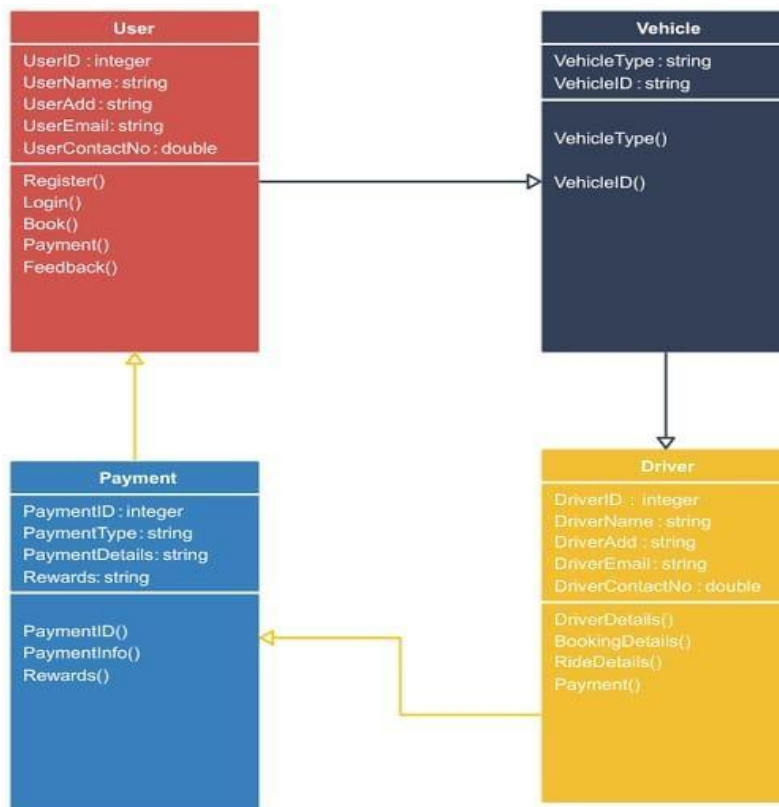 User
UserID : integer
UserName: string
UserAdd: string
UserEmail: string
UserContactNo: double
Register()
Login()
Book()
Payment()
Feedback()
Vehicle
VehicleType: string
VehicleID: string
VehicleType()
VehicleID()
Payment
PaymentID: integer
PaymentType: string
PaymentDetails: string
Rewards: string
PaymentID()
PaymentInfo()
Rewards()
Driver
DriverID : integer
DriverName: string
DriverAdd: string
DriverEmail: string
DriverContactNo: double
DriverDetails()
BookingDetails()
RideDetails()
Payment()